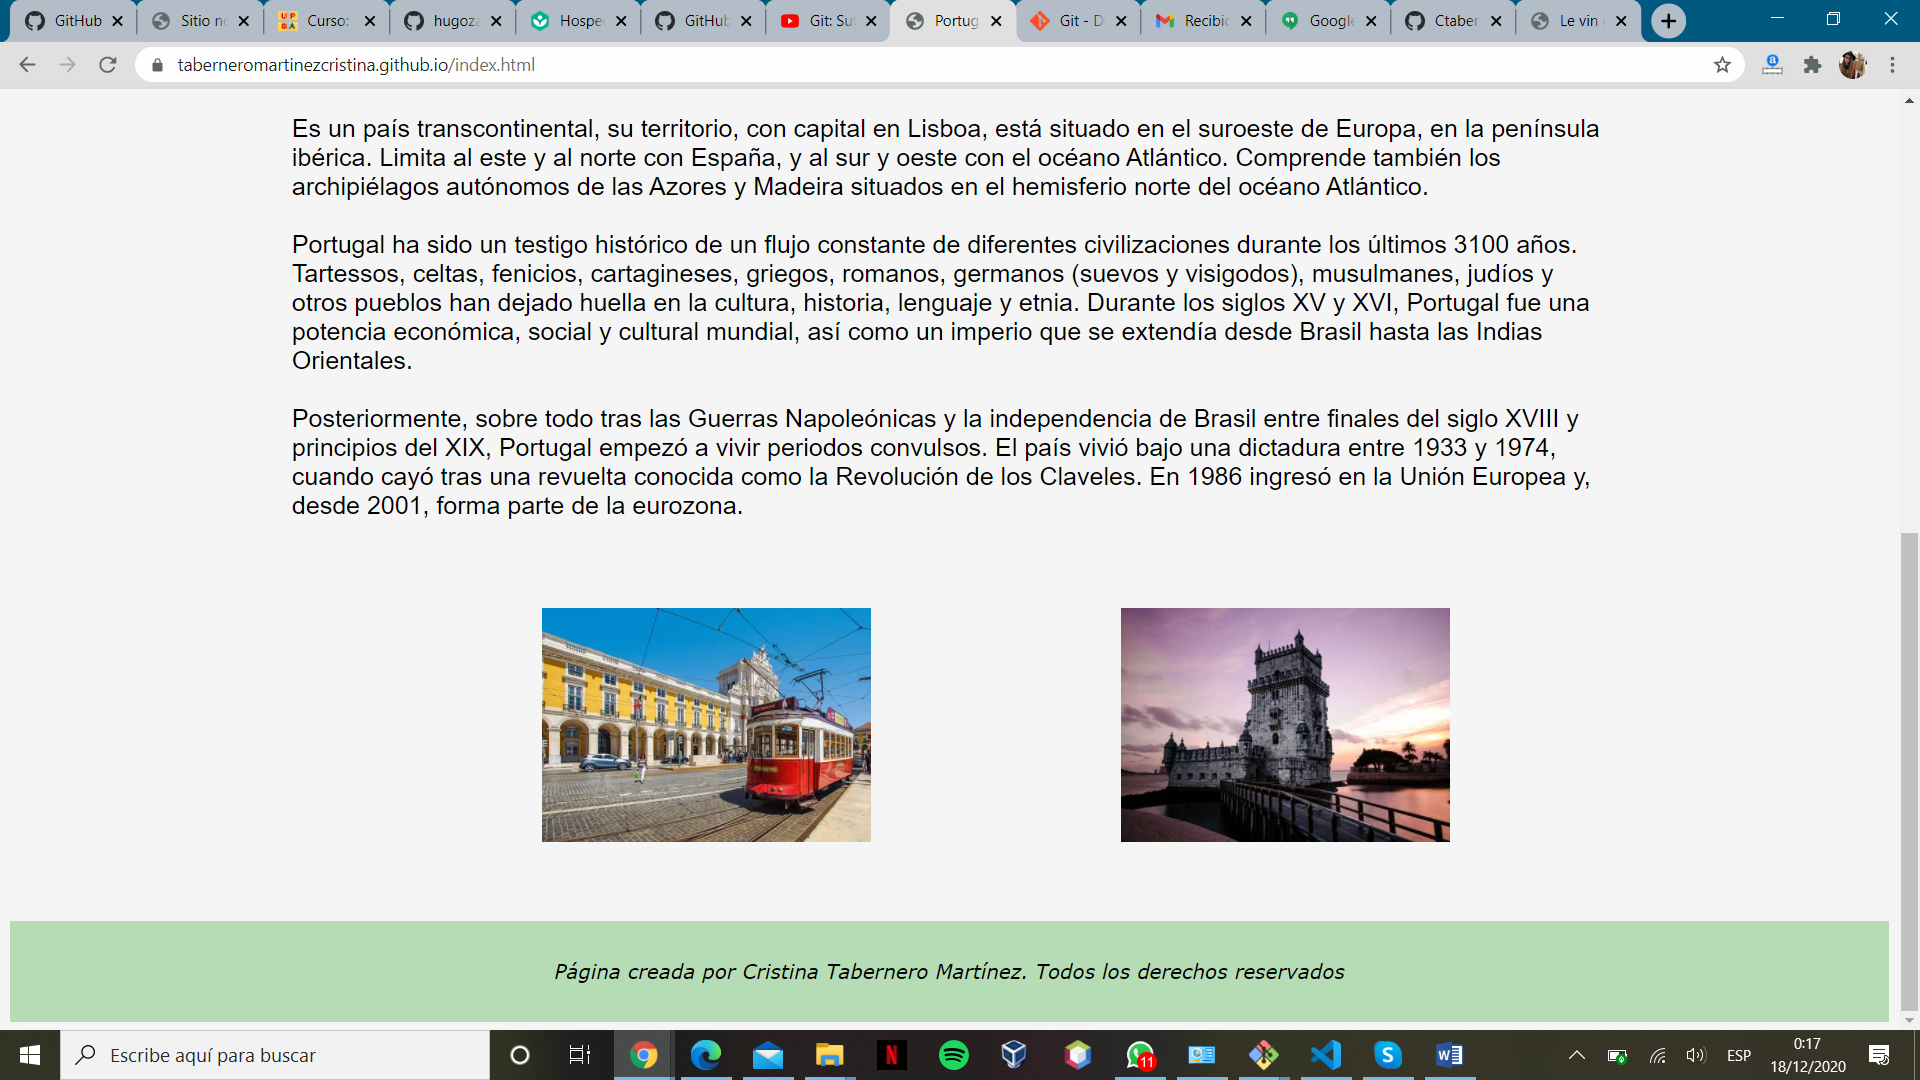 GitHub
Sitio no
Curso:
hugoza
Hosped
GitHub
Git: Sul
Portug
Git - D
Recibid
Google
Ctaber
Le vin
taberneromartinezcristina.github.io/index.html
Es un país transcontinental, su territorio, con capital en Lisboa, está situado en el suroeste de Europa, en la península
ibérica. Limita al este y al norte con España, y al sur y oeste con el océano Atlántico. Comprende también los
archipiélagos autónomos de las Azores y Madeira situados en el hemisferio norte del océano Atlántico.
Portugal ha sido un testigo histórico de un flujo constante de diferentes civilizaciones durante los últimos 3100 años.
Tartessos, celtas, fenicios, cartagineses, griegos, romanos, germanos (suevos y visigodos), musulmanes, judíos y
otros pueblos han dejado huella en la cultura, historia, lenguaje y etnia. Durante los siglos XV y XVI, Portugal fue una
potencia económica, social y cultural mundial, así como un imperio que se extendía desde Brasil hasta las Indias
Orientales.
Posteriormente, sobre todo tras las Guerras Napoleónicas y la independencia de Brasil entre finales del siglo XVIII y
principios del XIX, Portugal empezó a vivir periodos convulsos. El país vivió bajo una dictadura entre 1933 y 1974,
cuando cayó tras una revuelta conocida como la Revolución de los Claveles. En 1986 ingresó en la Unión Europea y,
desde 2001, forma parte de la eurozona.
Página creada por Cristina Tabernero Martínez. Todos los derechos reservados
Escribe aquí para buscar
11
ESP
0:17
18/12/2020